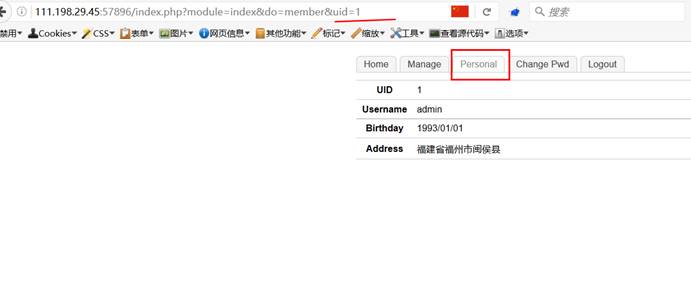 111.198.29.45:57896/index.php?module=index&do=member&uid=1
搜索
禁用 Cookies CSS 表单 图片 网页信息 其他功能 标记 缩放 工具 查看源代码 选项
Home Manage Personal Change Pwd Logout
UID 1
Username admin
Birthday 1993/01/01
Address 福建省福州市闽侯县